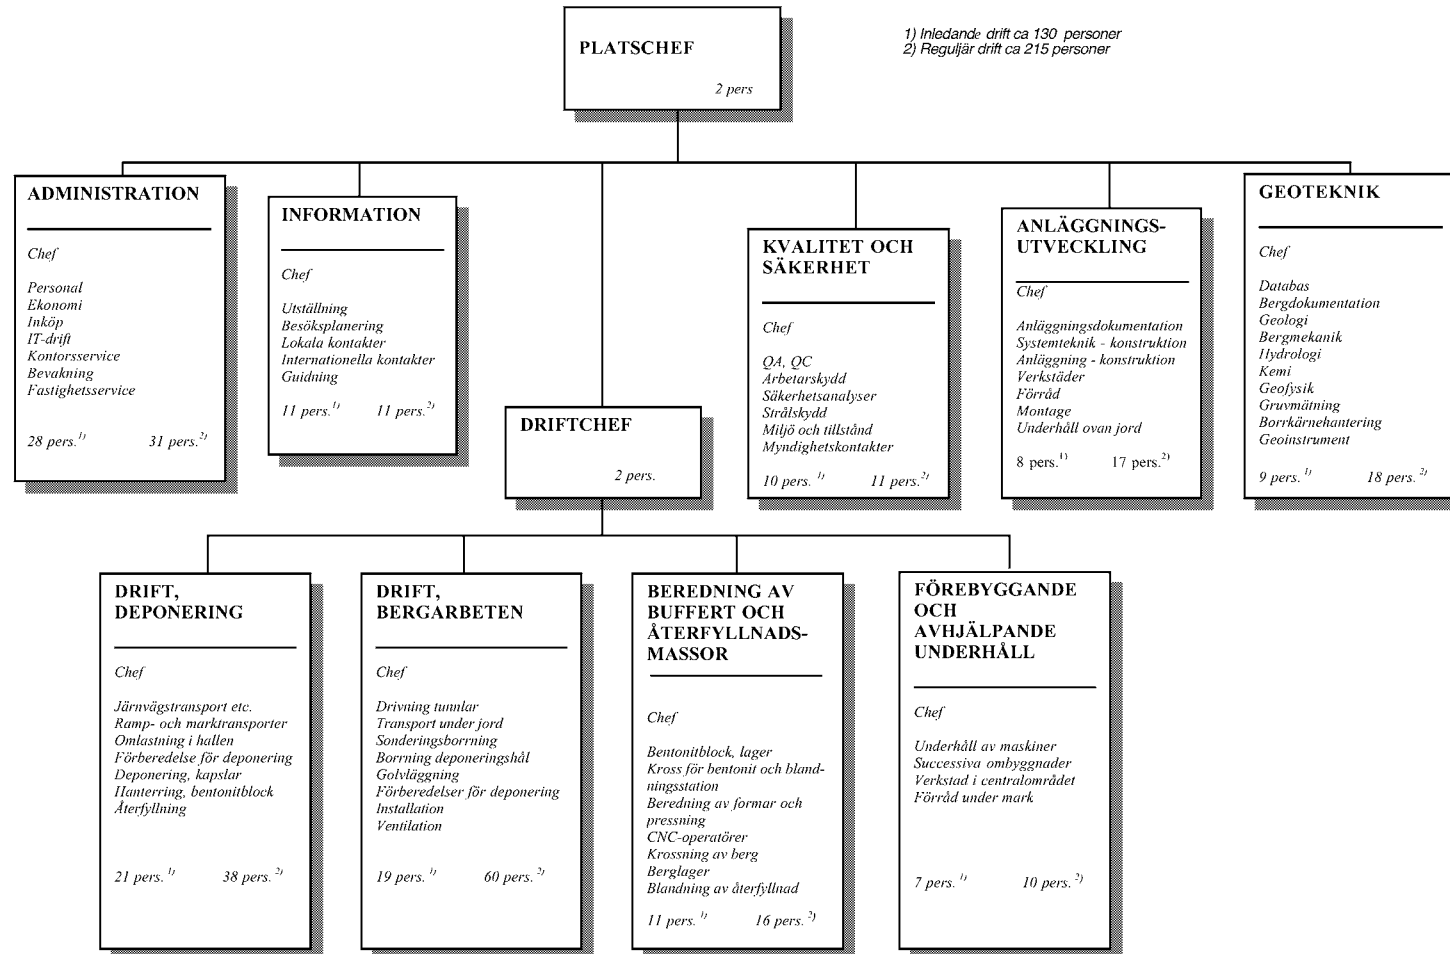 PLATSCHEF
2 pers
1) Inledande drift ca 130 personer
2) Reguljär drift ca 215 personer
ADMINISTRATION
Chef
Personal
Ekonomi
Inköp
IT-drift
Kontorsservice
Bevakning
Fastighetsservice
28 pers. 1) 31 pers. 2)
INFORMATION
Chef
Utställning
Besöksplanering
Lokala kontakter
Internationella kontakter
Guidning
11 pers. 1) 11 pers. 2)
DRIFTCHEF
2 pers.
KVALITET OCH
SÄKERHET
Chef
QA, QC
Arbetarskydd
Säkerhetsanalyser
Strålskydd
Miljö och tillstånd
Myndighetskontakter
10 pers. 1) 11 pers. 2)
ANLÄGGNINGS-
UTVECKLING
Chef
Anläggningsdokumentation
Systemteknik - konstruktion
Anläggning - konstruktion
Verkstäder
Förråd
Montage
Underhåll ovan jord
8 pers. 1) 17 pers. 2)
GEOTEKNIK
Chef
Databas
Bergdokumentation
Geologi
Bergmekanik
Hydrologi
Kemi
Geofysik
Gruvmätning
Borrkärnehantering
Geoinstrument
9 pers. 1) 18 pers. 2)
DRIFT,
DEPONERING
Chef
Järnvägstransport etc.
Ramp- och marktransporter
Omlastning i hallen
Förberedelse för deponering
Deponering, kapslar
Hanterring, bentonitblock
Återfyllning
21 pers. 1) 38 pers. 2)
DRIFT,
BERGARBETEN
Chef
Drivning tunnlar
Transport under jord
Sonderingsborrning
Borrning deponeringshål
Golvläggning
Förberedelser för deponering
Installation
Ventilation
19 pers. 1) 60 pers. 2)
BEREDNING AV
BUFFERT OCH
ÅTERFYLLNADS-
MASSOR
Chef
Bentonitblock, lager
Kross för bentonit och bland-
ningsstation
Beredning av formar och
pressning
CNC-operatörer
Krossning av berg
Berglager
Blandning av återfyllnad
11 pers. 1) 16 pers. 2)
FÖREBYGGANDE
OCH
AVHJÄLPANDE
UNDERHÅLL
Chef
Underhåll av maskiner
Successiva ombyggnader
Verkstad i centralområdet
Förråd under mark
7 pers. 1) 10 pers. 2)